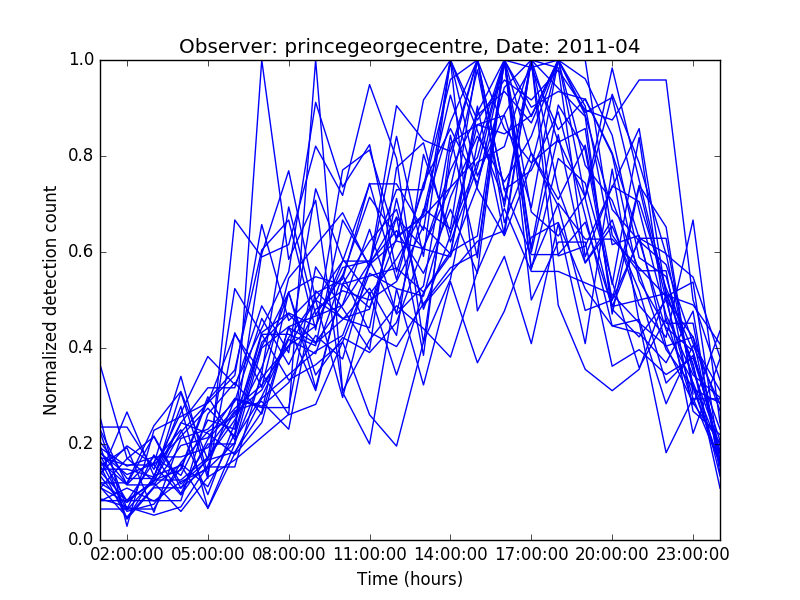 Observer: princegeorgecentre, Date: 2011-04
1.0
0.8
0.6
0.4
0.2
0.0
Normalized detection count
02:00:00 05:00:00 08:00:00 11:00:00 14:00:00 17:00:00 20:00:00 23:00:00
Time (hours)